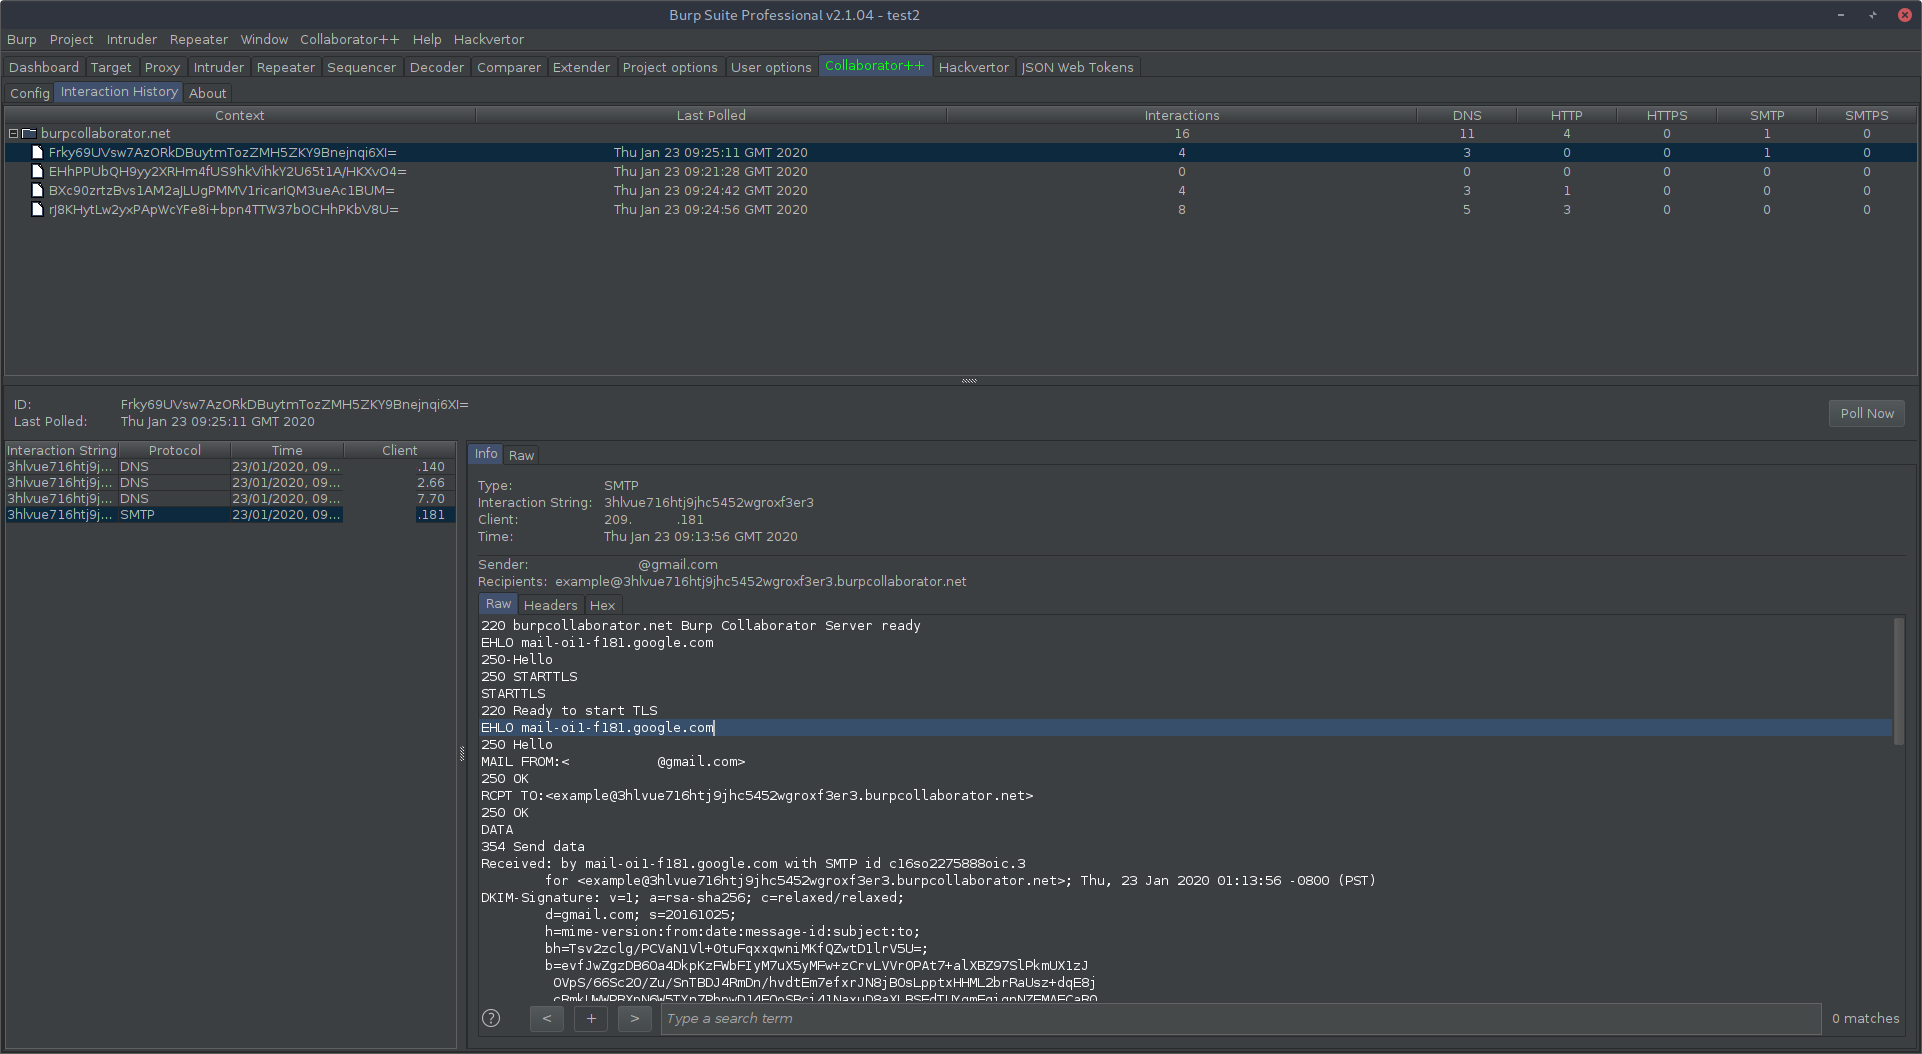 Burp Suite Professional v2.1.04 - test2
Burp Project Intruder Repeater Window Collaborator++ Help Hackvertor
Dashboard Target Proxy Intruder Repeater Sequencer Decoder Comparer Extender Project options User options Collaborator++ Hackvertor JSON Web Tokens
Config Interaction History About
Context Last Polled Interactions DNS HTTP HTTPS SMTP SMTPS
burpcollaborator.net 16 11 4 0 1 0
Frky69UVsw7AzORkDBuytmTozZMH5ZKY9Bnejnqi6XI= Thu Jan 23 09:25:11 GMT 2020 4 3 0 0 1 0
EHhPPUbQH9yy2XRHm4fUS9hkVihkY2U65t1A/HKXvO4= Thu Jan 23 09:21:28 GMT 2020 0 0 0 0 0 0
BXc90zrtzBvs1AM2aJLUgPMMV1ricarIQM3ueAc1BUM= Thu Jan 23 09:24:42 GMT 2020 4 3 1 0 0 0
rJ8KHytLw2yxPApWcYFe8i+bpn4TTW37bOCHhPKbV8U= Thu Jan 23 09:24:56 GMT 2020 8 5 3 0 0 0
ID: Frky69UVsw7AzORkDBuytmTozZMH5ZKY9Bnejnqi6XI=
Last Polled: Thu Jan 23 09:25:11 GMT 2020
Poll Now
Interaction String Protocol Time Client
3hlvue716htj9j... DNS 23/01/2020, 09... .140
3hlvue716htj9j... DNS 23/01/2020, 09... 2.66
3hlvue716htj9j... DNS 23/01/2020, 09... 7.70
3hlvue716htj9j... SMTP 23/01/2020, 09... .181
Info Raw
Type: SMTP
Interaction String: 3hlvue716htj9jhc5452wgroxf3er3
Client: 209. .181
Time: Thu Jan 23 09:13:56 GMT 2020
Sender: @gmail.com
Recipients: example@3hlvue716htj9jhc5452wgroxf3er3.burpcollaborator.net
Raw Headers Hex
220 burpcollaborator.net Burp Collaborator Server ready
EHLO mail-oi1-f181.google.com
250-Hello
250 STARTTLS
STARTTLS
220 Ready to start TLS
EHLO mail-oi1-f181.google.com
250 Hello
MAIL FROM:< @gmail.com>
250 OK
RCPT TO:<example@3hlvue716htj9jhc5452wgroxf3er3.burpcollaborator.net>
250 OK
DATA
354 Send data
Received: by mail-oi1-f181.google.com with SMTP id c16so2275888oic.3
for <example@3hlvue716htj9jhc5452wgroxf3er3.burpcollaborator.net>; Thu, 23 Jan 2020 01:13:56 -0800 (PST)
DKIM-Signature: v=1; a=rsa-sha256; c=relaxed/relaxed;
d=gmail.com; s=20161025;
h=mime-version:from:date:message-id:subject:to;
bh=Tsv2zclg/PCVaN1Vl+OtuFqxxqwniMKfQZwtD1lrV5U=;
b=evfJwZgzDB6Oa4DkpKzFWbFIyM7uX5yMFw+zCrvLVVrOPAt7+alXBZ97SlPkmUX1zJ
OVpS/66Sc2O/Zu/SnTBDJ4RmDn/hvdtEm7efxrJN8jBOsLpptxHHML2brRaUsz+dqE8j
? < + > Type a search term 0 matches